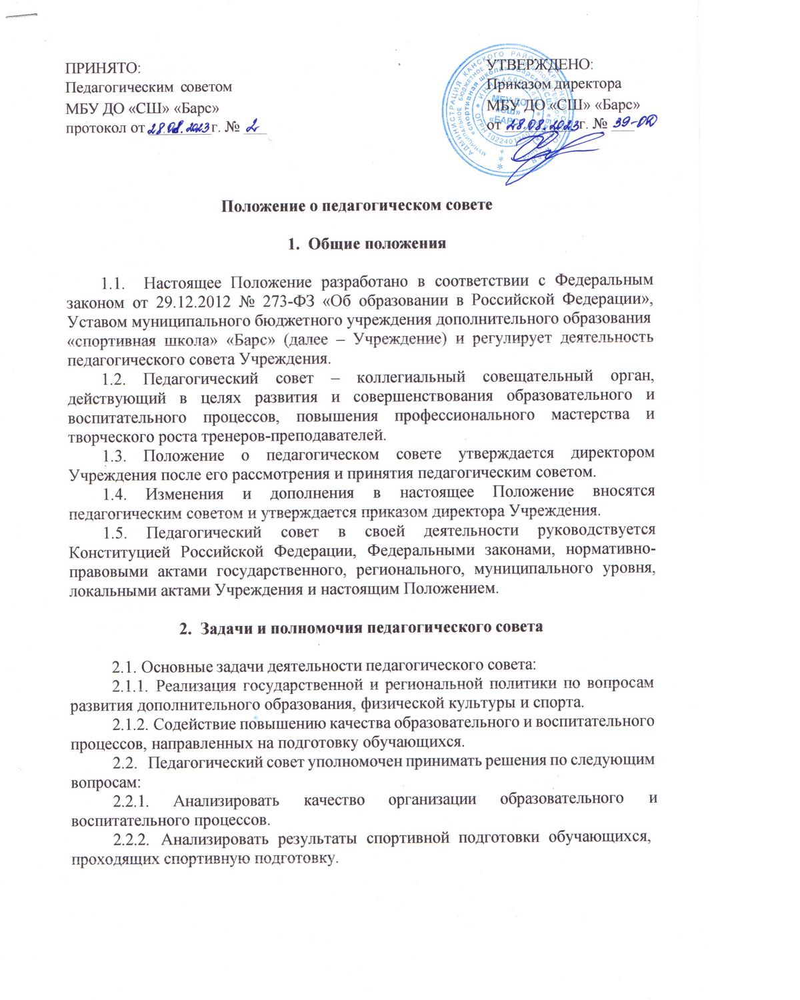 ПРИНЯТО:
Педагогическим советом
МБУ ДО «СШ» «Барс»
протокол от 28.08.2023 г. № 2
УТВЕРЖДЕНО:
Приказом директора
МБУ ДО «СШ» «Барс»
от 28.08.2023 г. № 39-ОД
АДМИНИСТРАЦИЯ КАНСКОГО РАЙОНА
МБУ ДО
«СШ»
«БАРС»
Положение о педагогическом совете
1. Общие положения
1.1. Настоящее Положение разработано в соответствии с Федеральным
законом от 29.12.2012 № 273-ФЗ «Об образовании в Российской Федерации»,
Уставом муниципального бюджетного учреждения дополнительного образования
«спортивная школа» «Барс» (далее – Учреждение) и регулирует деятельность
педагогического совета Учреждения.
1.2. Педагогический совет – коллегиальный совещательный орган,
действующий в целях развития и совершенствования образовательного и
воспитательного процессов, повышения профессионального мастерства и
творческого роста тренеров-преподавателей.
1.3. Положение о педагогическом совете утверждается директором
Учреждения после его рассмотрения и принятия педагогическим советом.
1.4. Изменения и дополнения в настоящее Положение вносятся
педагогическим советом и утверждается приказом директора Учреждения.
1.5. Педагогический совет в своей деятельности руководствуется
Конституцией Российской Федерации, Федеральными законами, нормативно-
правовыми актами государственного, регионального, муниципального уровня,
локальными актами Учреждения и настоящим Положением.
2. Задачи и полномочия педагогического совета
2.1. Основные задачи деятельности педагогического совета:
2.1.1. Реализация государственной и региональной политики по вопросам
развития дополнительного образования, физической культуры и спорта.
2.1.2. Содействие повышению качества образовательного и воспитательного
процессов, направленных на подготовку обучающихся.
2.2. Педагогический совет уполномочен принимать решения по следующим
вопросам:
2.2.1. Анализировать качество организации образовательного и
воспитательного процессов.
2.2.2. Анализировать результаты спортивной подготовки обучающихся,
проходящих спортивную подготовку.